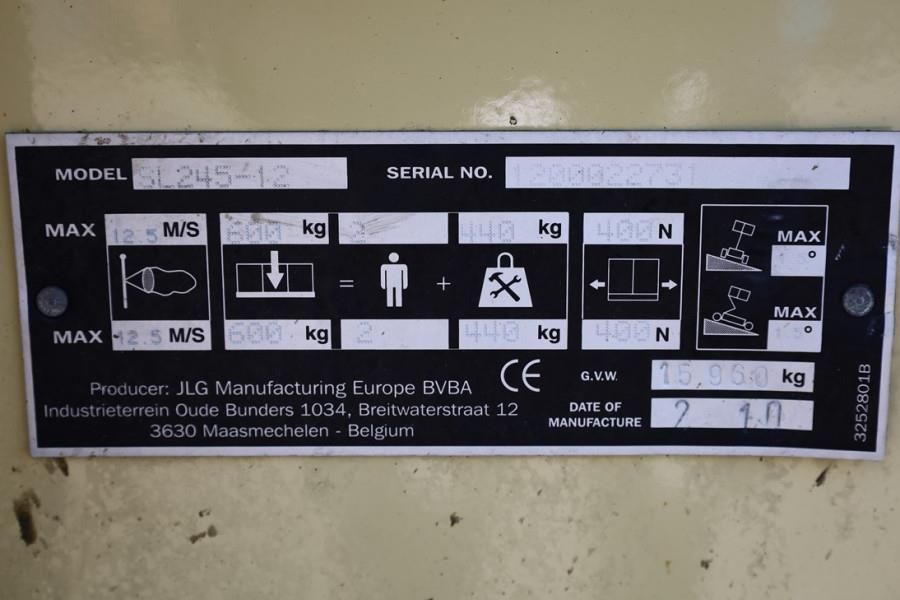 MODEL SL245-12 SERIAL NO. 1200022731
MAX 12.5 M/S 600 kg 2 440 kg 400 N MAX °
= +
MAX 12.5 M/S 600 kg 2 440 kg 400 N MAX °
Producer: JLG Manufacturing Europe BVBA CE G.V.W. 15,960 kg
Industrieterrein Oude Bunders 1034, Breitwaterstraat 12 DATE OF
3630 Maasmechelen - Belgium MANUFACTURE 2 10
3252801B